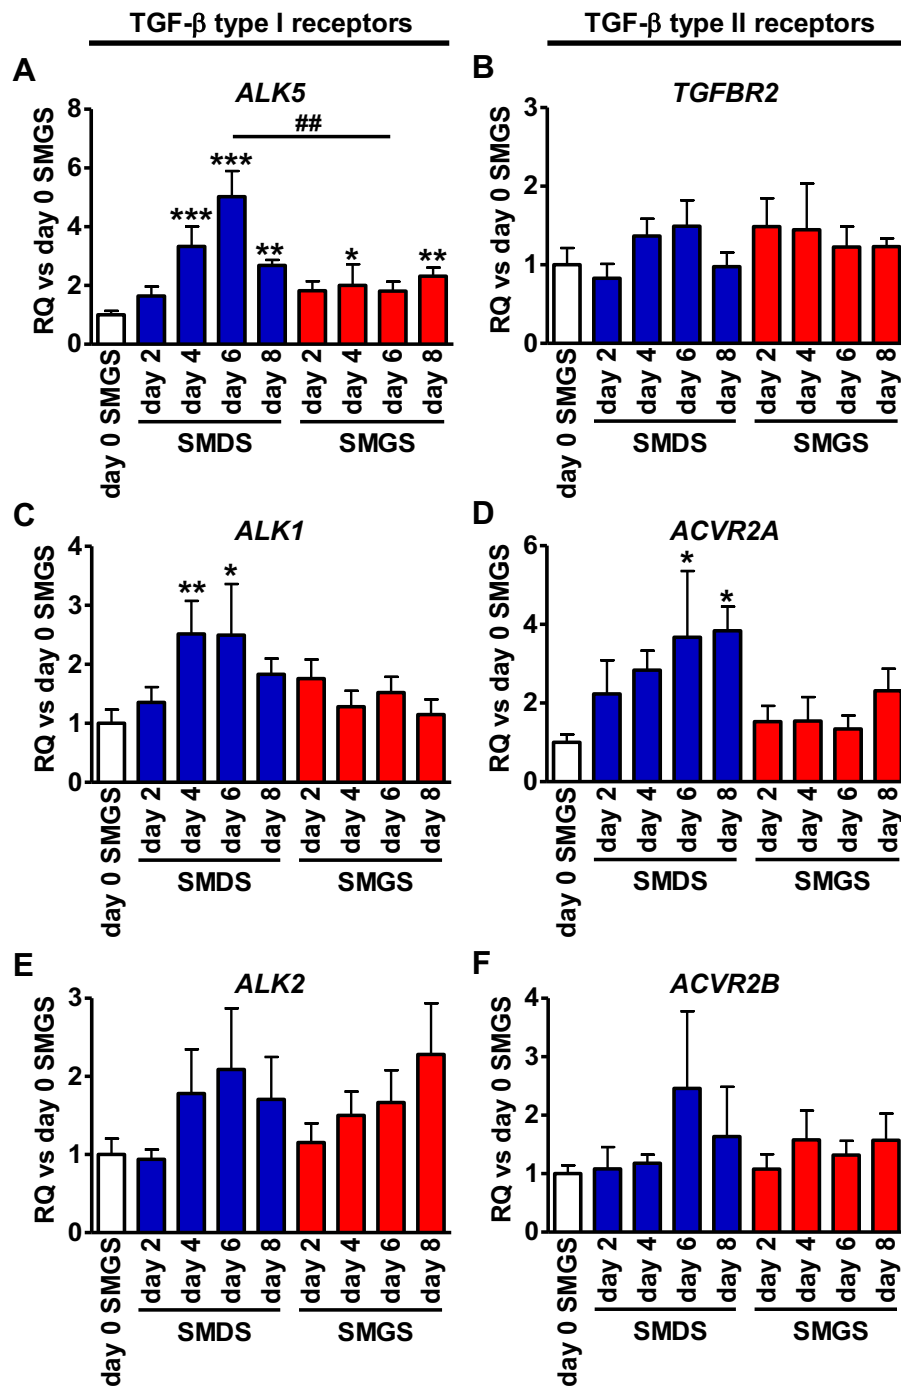 TGF-β type I receptors
TGF-β type II receptors
A
ALK5
RQ vs day 0 SMGS
8
6
4
2
0
***
***
**
##
*
**
day 0 SMGS
day 2
day 4
day 6
day 8
day 2
day 4
day 6
day 8
SMDS
SMGS
B
TGFBR2
RQ vs day 0 SMGS
3
2
1
0
day 0 SMGS
day 2
day 4
day 6
day 8
day 2
day 4
day 6
day 8
SMDS
SMGS
C
ALK1
RQ vs day 0 SMGS
4
3
2
1
0
**
*
day 0 SMGS
day 2
day 4
day 6
day 8
day 2
day 4
day 6
day 8
SMDS
SMGS
D
ACVR2A
RQ vs day 0 SMGS
6
4
2
0
*
*
day 0 SMGS
day 2
day 4
day 6
day 8
day 2
day 4
day 6
day 8
SMDS
SMGS
E
ALK2
RQ vs day 0 SMGS
3
2
1
0
day 0 SMGS
day 2
day 4
day 6
day 8
day 2
day 4
day 6
day 8
SMDS
SMGS
F
ACVR2B
RQ vs day 0 SMGS
4
3
2
1
0
day 0 SMGS
day 2
day 4
day 6
day 8
day 2
day 4
day 6
day 8
SMDS
SMGS